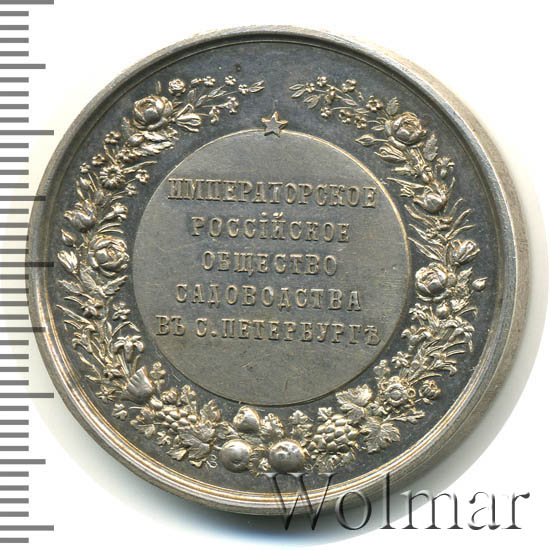 ИМПЕРАТОРСКОЕ
РОССІЙСКОЕ
ОБЩЕСТВО
САДОВОДСТВА
ВЪ С. ПЕТЕРБУРГѢ
Wolmar